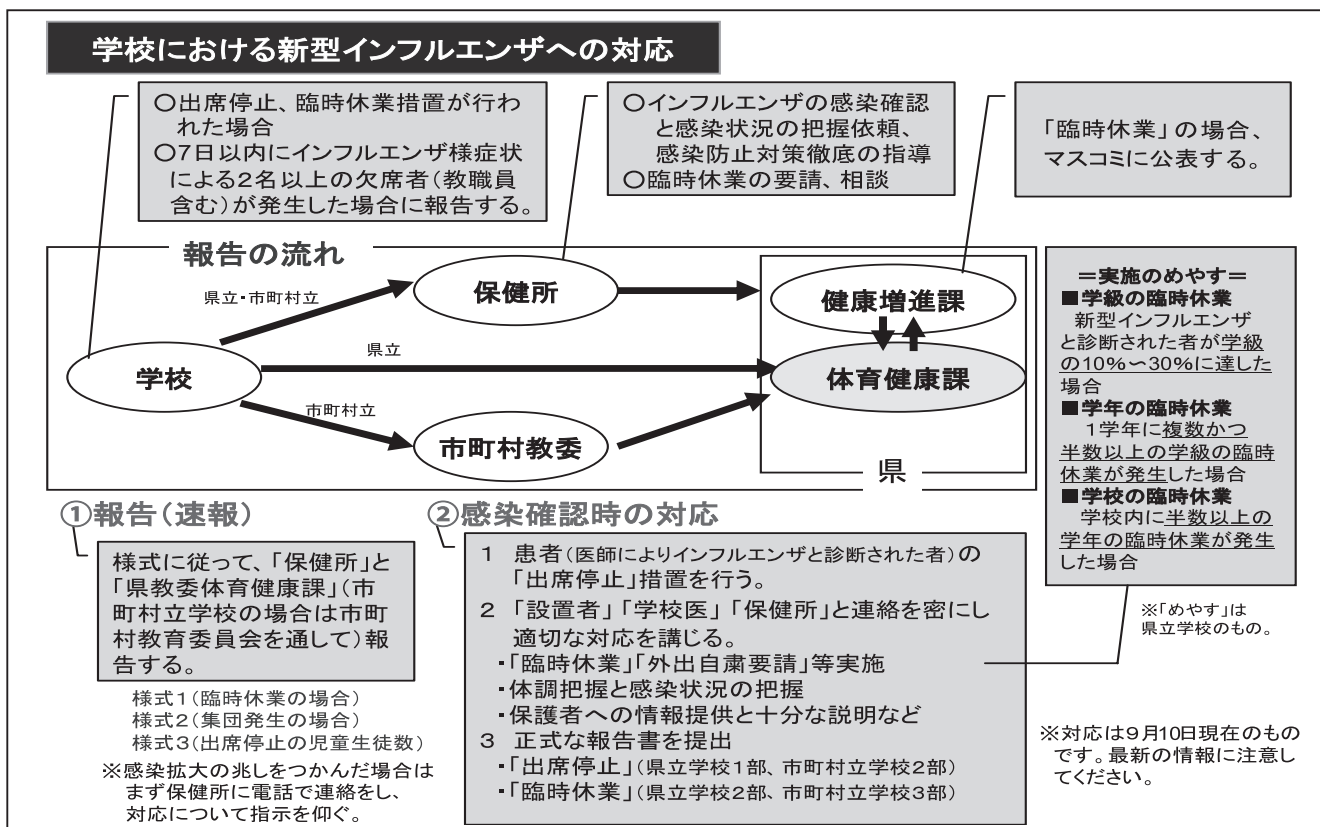 学校における新型インフルエンザへの対応
○出席停止、臨時休業措置が行わ
れた場合
○7日以内にインフルエンザ様症状
による2名以上の欠席者(教職員
含む)が発生した場合に報告する。
○インフルエンザの感染確認
と感染状況の把握依頼、
感染防止対策徹底の指導
○臨時休業の要請、相談
「臨時休業」の場合、
マスコミに公表する。
報告の流れ
県立・市町村立
保健所
健康増進課
学校
県立
体育健康課
市町村立
市町村教委
県
=実施のめやす=
■学級の臨時休業
新型インフルエンザ
と診断された者が学級
の10%~30%に達した
場合
■学年の臨時休業
1学年に複数かつ
半数以上の学級の臨時
休業が発生した場合
■学校の臨時休業
学校内に半数以上の
学年の臨時休業が発生
した場合
※「めやす」は
県立学校のもの。
①報告(速報)
様式に従って、「保健所」と
「県教委体育健康課」(市
町村立学校の場合は市町
村教育委員会を通して)報
告する。
様式1(臨時休業の場合)
様式2(集団発生の場合)
様式3(出席停止の児童生徒数)
※感染拡大の兆しをつかんだ場合は
まず保健所に電話で連絡をし、
対応について指示を仰ぐ。
②感染確認時の対応
1 患者(医師によりインフルエンザと診断された者)の
「出席停止」措置を行う。
2 「設置者」「学校医」「保健所」と連絡を密にし
適切な対応を講じる。
・「臨時休業」「外出自粛要請」等実施
・体調把握と感染状況の把握
・保護者への情報提供と十分な説明など
3 正式な報告書を提出
・「出席停止」(県立学校1部、市町村立学校2部)
・「臨時休業」(県立学校2部、市町村立学校3部)
※対応は9月10日現在のもの
です。最新の情報に注意し
てください。